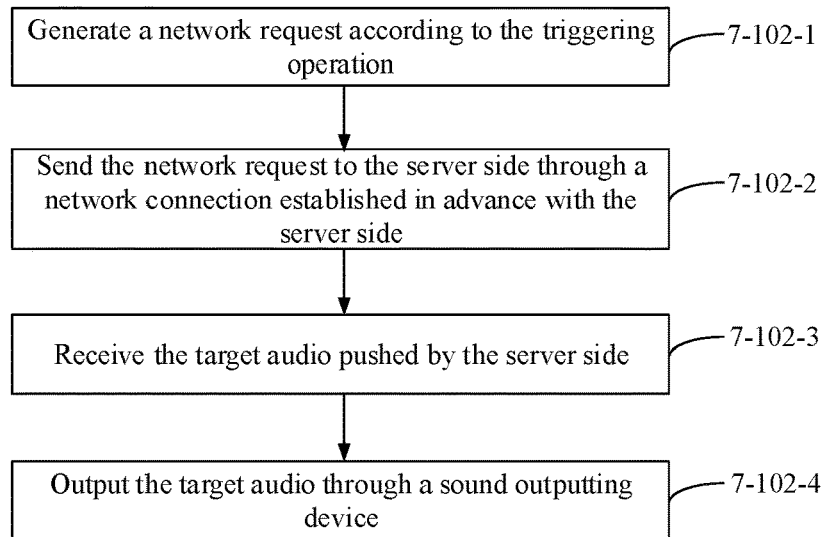 Generate a network request according to the triggering
operation
7-102-1
Send the network request to the server side through a
network connection established in advance with the
server side
7-102-2
Receive the target audio pushed by the server side
7-102-3
Output the target audio through a sound outputting
device
7-102-4